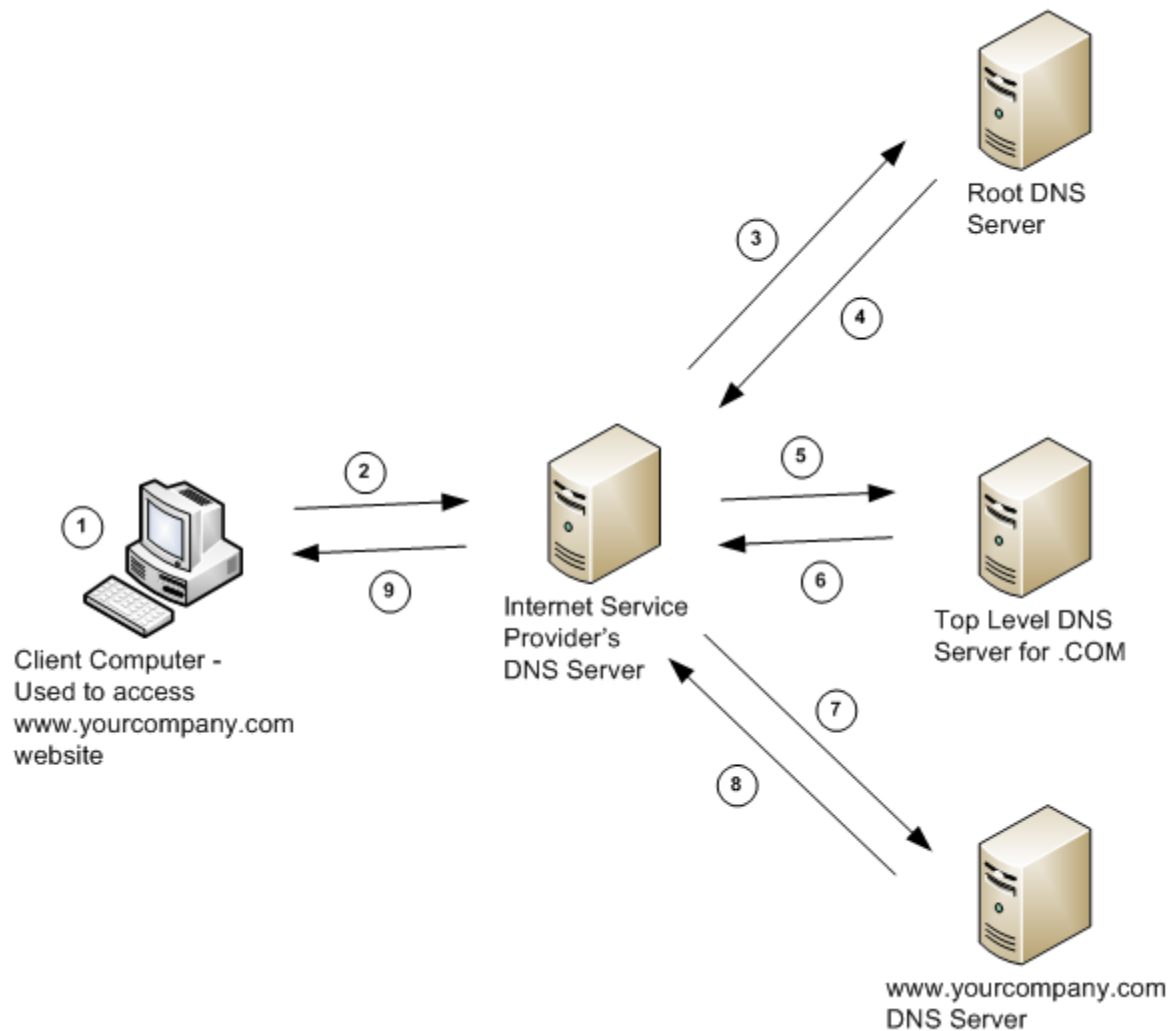 Root DNS
Server
3
4
2
5
1
9
6
Internet Service
Provider's
DNS Server
Top Level DNS
Server for .COM
Client Computer -
Used to access
www.yourcompany.com
website
7
8
www.yourcompany.com
DNS Server